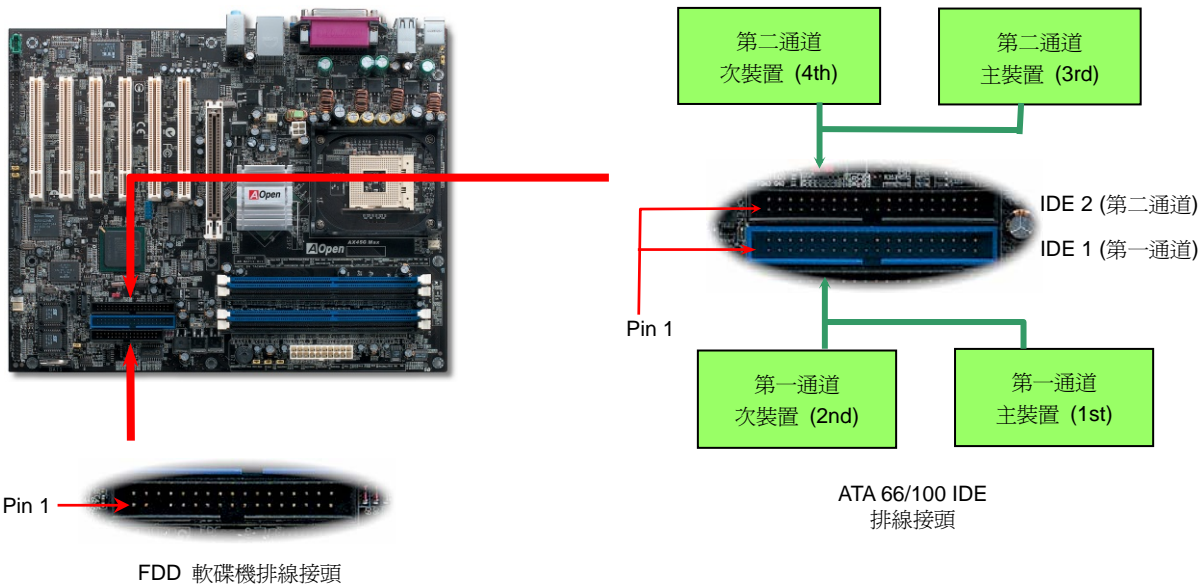 第二通道
次裝置 (4th)
第二通道
主裝置 (3rd)
IDE 2 (第二通道)
IDE 1 (第一通道)
Pin 1
第一通道
次裝置 (2nd)
第一通道
主裝置 (1st)
ATA 66/100 IDE
排線接頭
AOpen
AOpen
AX4SG Max
Pin 1
FDD 軟碟機排線接頭